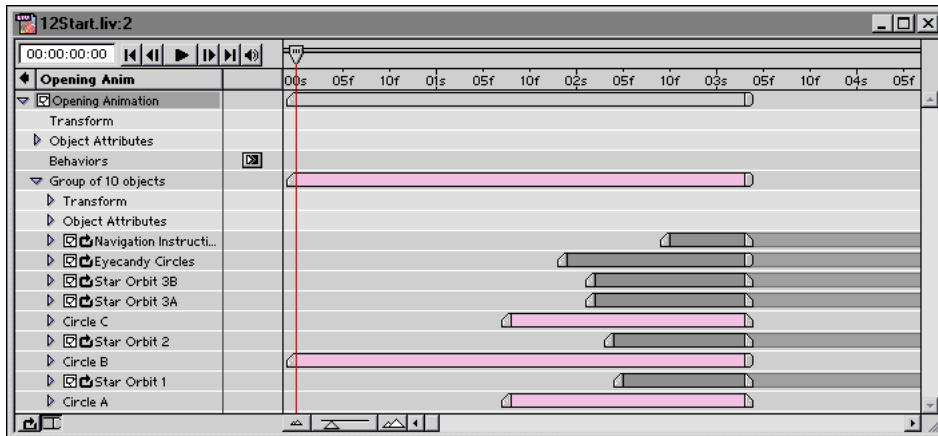 12Start.liv:2
00:00:00:00
Opening Anim 00s 05f 10f 01s 05f 10f 02s 05f 10f 03s 05f 10f 04s 05f
Opening Animation
Transform
Object Attributes
Behaviors
Group of 10 objects
Transform
Object Attributes
Navigation Instructi...
Eyecandy Circles
Star Orbit 3B
Star Orbit 3A
Circle C
Star Orbit 2
Circle B
Star Orbit 1
Circle A